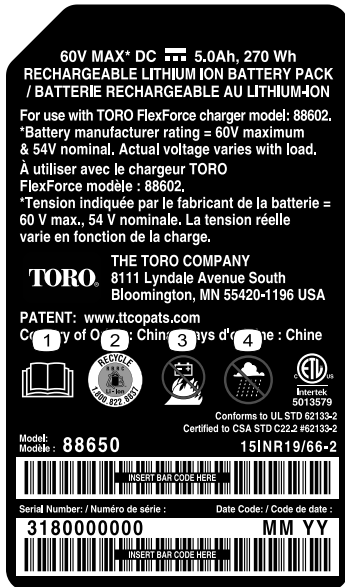 60V MAX* DC 5.0Ah, 270 Wh
RECHARGEABLE LITHIUM ION BATTERY PACK
/ BATTERIE RECHARGEABLE AU LITHIUM-ION
For use with TORO FlexForce charger model: 88602.
*Battery manufacturer rating = 60V maximum
& 54V nominal. Actual voltage varies with load.
À utiliser avec le chargeur TORO
FlexForce modèle : 88602.
*Tension indiquée par le fabricant de la batterie =
60 V max., 54 V nominale. La tension réelle
varie en fonction de la charge.
TORO.
THE TORO COMPANY
8111 Lyndale Avenue South
Bloomington, MN 55420-1196 USA
PATENT: www.ttcopats.com
: China : Chine
1 2 3 4
RECYCLE
RBRC
Li-Ion
1.800.822.8837
ETL
us
Intertek
5013579
Conforms to UL STD 62133-2
Certified to CSA STD C22.2 #62133-2
Model:
Modèle : 88650
15INR19/66-2
INSERT BAR CODE HERE
Serial Number: / Numéro de série : Date Code: / Code de date :
3180000000 MM YY
INSERT BAR CODE HERE